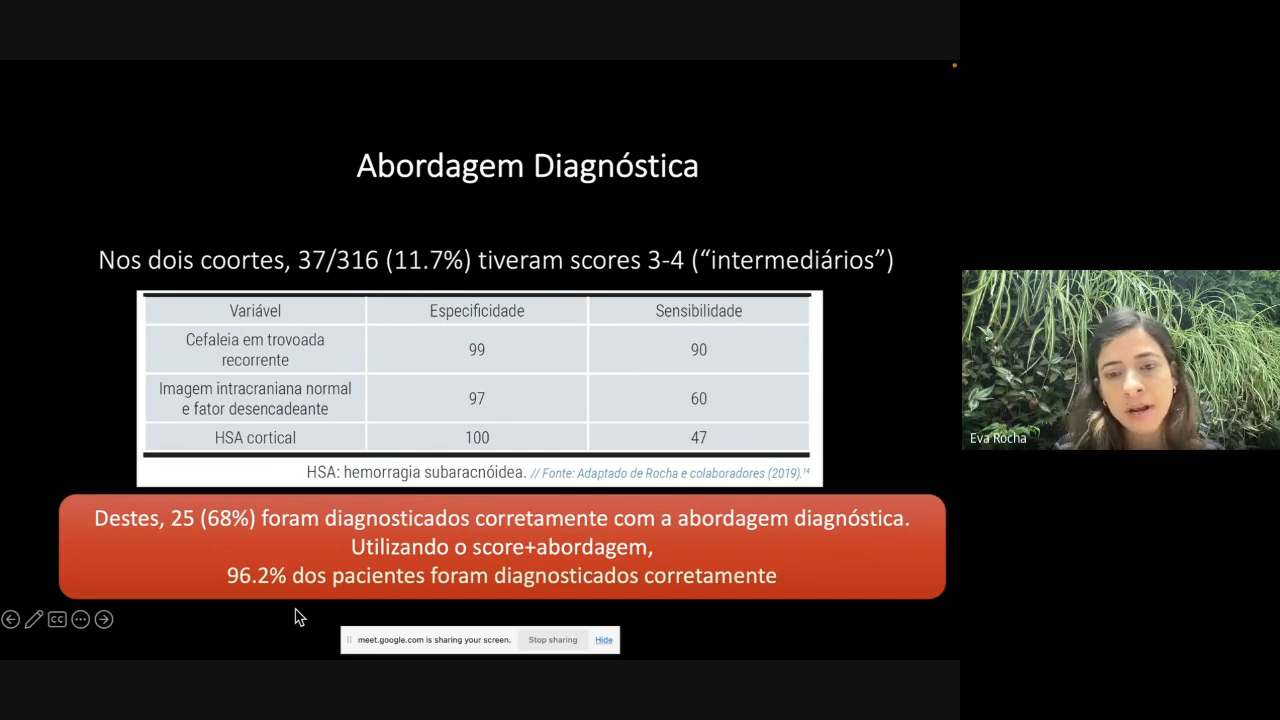 Abordagem Diagnóstica
Nos dois coortes, 37/316 (11.7%) tiveram scores 3-4 (“intermediários”)
Variável Especificidade Sensibilidade
Cefaleia em trovoada
recorrente 99 90
Imagem intracraniana normal
e fator desencadeante 97 60
HSA cortical 100 47
HSA: hemorragia subaracnóidea. // Fonte: Adaptado de Rocha e colaboradores (2019).¹⁴
Destes, 25 (68%) foram diagnosticados corretamente com a abordagem diagnóstica.
Utilizando o score+abordagem,
96.2% dos pacientes foram diagnosticados corretamente
Eva Rocha
CC
meet.google.com is sharing your screen. Stop sharing Hide